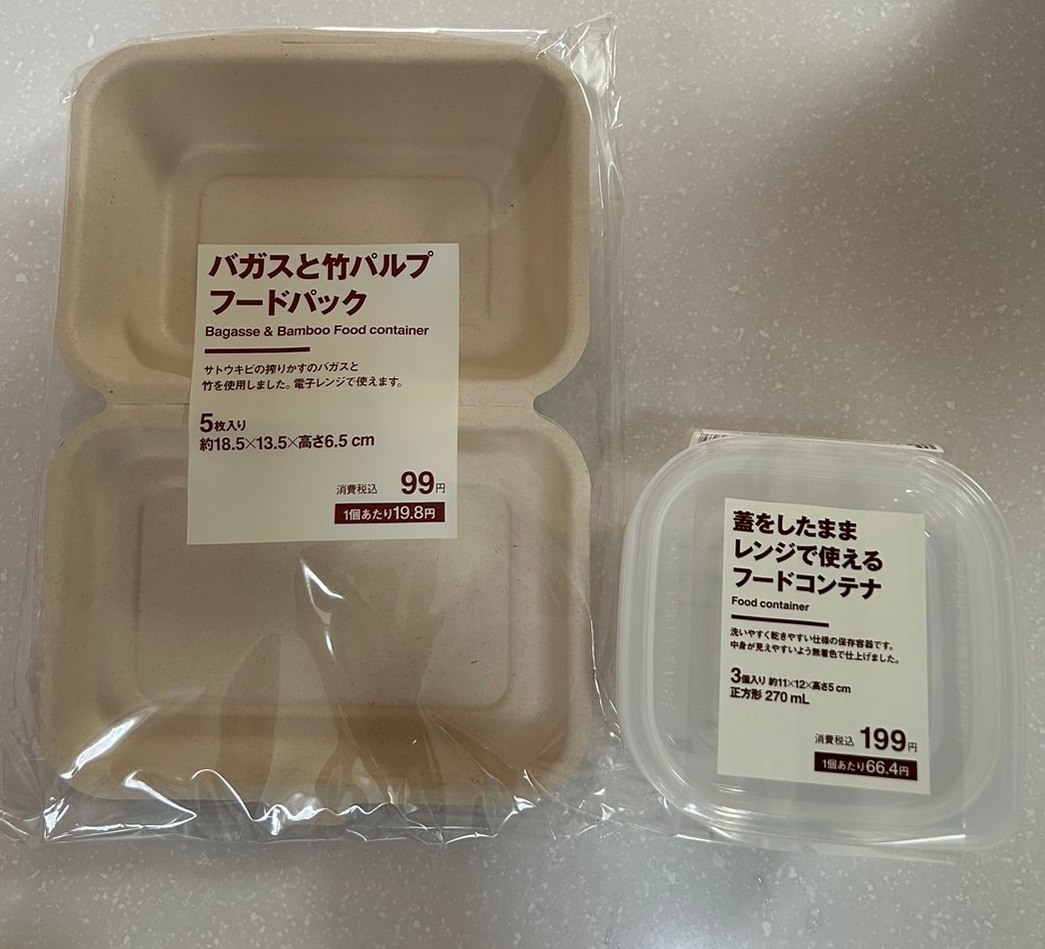 バガスと竹パルプ
フードパック
Bagasse & Bamboo Food container
サトウキビの搾りかすのバガスと
竹を使用しました。電子レンジで使えます。
5枚入り
約18.5×13.5×高さ6.5 cm
消費税込 99円
1個あたり19.8円
蓋をしたまま
レンジで使える
フードコンテナ
Food container
洗いやすく乾きやすい仕様の保存容器です。
中身が見えやすいよう無着色で仕上げました。
3個入り 約11×12×高さ5 cm
正方形 270 mL
消費税込 199円
1個あたり66.4円